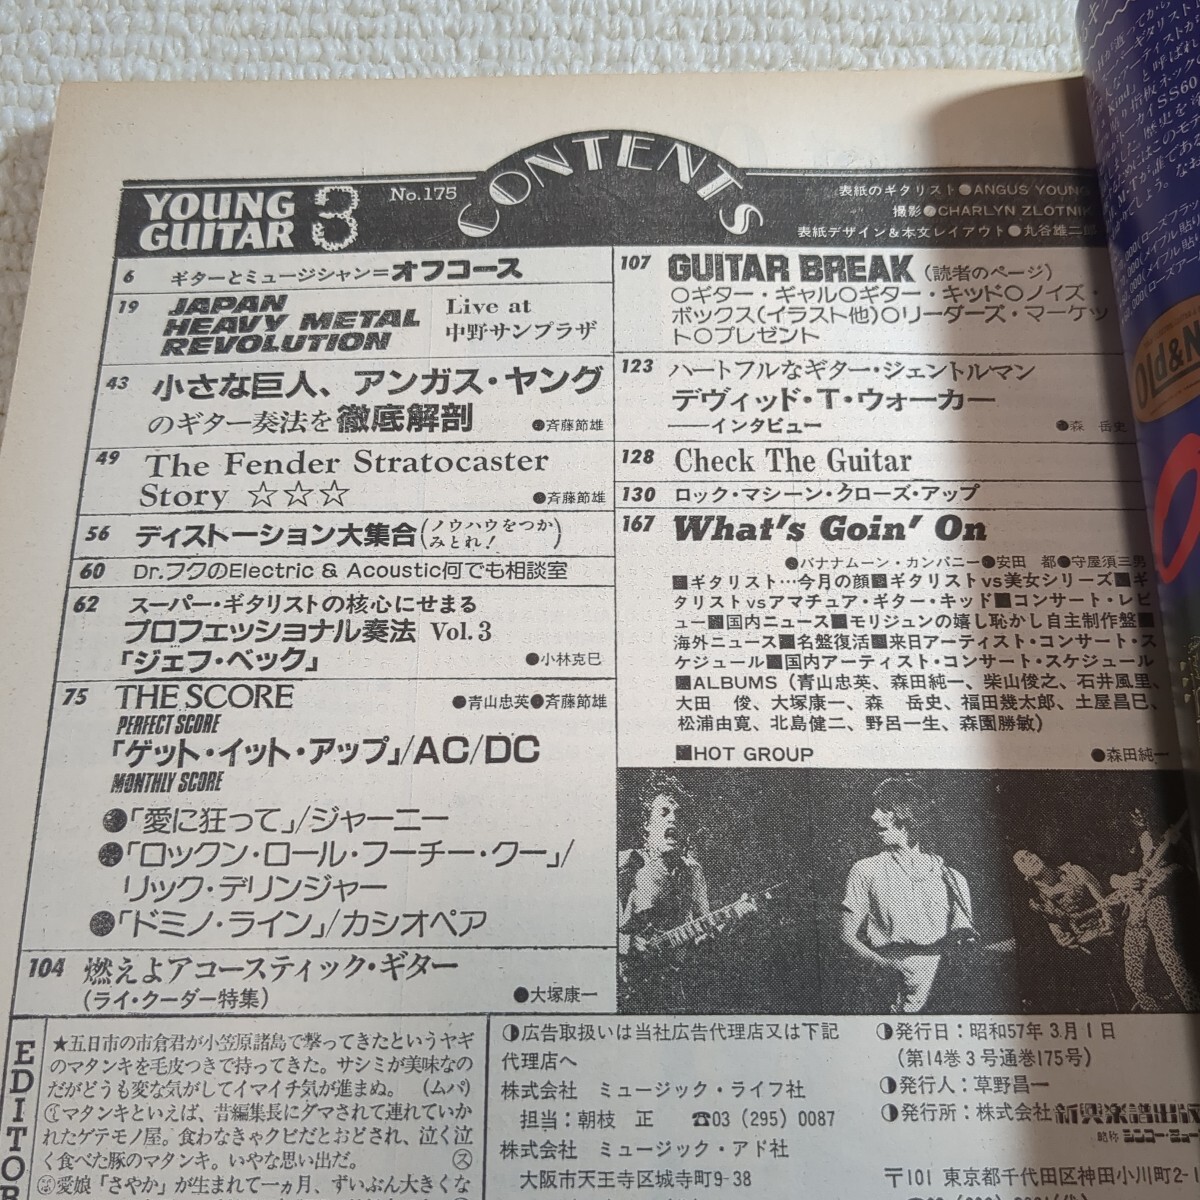 YOUNG GUITAR 3
No.175
CONTENTS
表紙のギタリスト●ANGUS YOUNG
撮影●CHARLYN ZLOTNIK
表紙デザイン&本文レイアウト●丸谷雄二郎
6 ギターとミュージシャン=オフコース
19 JAPAN
HEAVY METAL
REVOLUTION
Live at
中野サンプラザ
43 小さな巨人、アンガス・ヤング
のギター奏法を徹底解剖 ●斉藤節雄
49 The Fender Stratocaster
Story ☆☆☆ ●斉藤節雄
56 ディストーション大集合(ノウハウをつかみとれ!)
60 Dr.フクのElectric & Acoustic何でも相談室
62 スーパー・ギタリストの核心にせまる
プロフェッショナル奏法 Vol.3
「ジェフ・ベック」 ●小林克巳
75 THE SCORE ●青山忠英●斉藤節雄
PERFECT SCORE
「ゲット・イット・アップ」/AC/DC
MONTHLY SCORE
●「愛に狂って」/ジャーニー
●「ロックン・ロール・フーチー・クー」/
リック・デリンジャー
●「ドミノ・ライン」/カシオペア
104 燃えよアコースティック・ギター
(ライ・クーダー特集) ●大塚康一
107 GUITAR BREAK (読者のページ)
○ギター・ギャル○ギター・キッド○ノイズ・
ボックス(イラスト他)○リーダーズ・マーケッ
ト○プレゼント
123 ハートフルなギター・ジェントルマン
デヴィッド・T・ウォーカー
——インタビュー ●森 岳史
128 Check The Guitar
130 ロック・マシーン・クローズ・アップ
167 What's Goin' On
●バナナムーン・カンパニー●安田 都●守屋須三男
■ギタリスト…今月の顔■ギタリストvs美女シリーズ■ギ
タリストvsアマチュア・ギター・キッド■コンサート・レビ
ュー■国内ニュース■モリジュンの嬉し恥かし自主制作盤■
海外ニュース■名盤復活■来日アーティスト・コンサート・ス
ケジュール■国内アーティスト・コンサート・スケジュール
■ALBUMS (青山忠英、森田純一、柴山俊之、石井風里、
大田 俊、大塚康一、森 岳史、福田幾太郎、土屋昌巳、
松浦由寛、北島健二、野呂一生、森園勝敏)
■HOT GROUP ●森田純一
EDITOR
★五日市の市倉君が小笠原諸島で撃ってきたというヤギ
のマタンキを毛皮つきで持ってきた。サシミが美味なの
だがどうも変な気がしてイマイチ気が進まぬ。 (ムパ)
マタンキといえば、昔編集長にダマされて連れていか
れたゲテモノ屋。食わなきゃクビだとおどされ、泣く泣
く食べた豚のマタンキ。いやな思い出だ。 (ス)
愛娘「さやか」が生まれて一ヵ月、ずいぶん大きくな
●広告取扱いは当社広告代理店又は下記
代理店へ
株式会社 ミュージック・ライフ社
担当:朝枝 正 ☎03 (295) 0087
株式会社 ミュージック・アド社
大阪市天王寺区城寺町9-38
●発行日:昭和57年3月1日
(第14巻3号通巻175号)
●発行人:草野昌一
●発行所:株式会社新興楽譜出版
〒101 東京都千代田区神田小川町2-1
Old&N